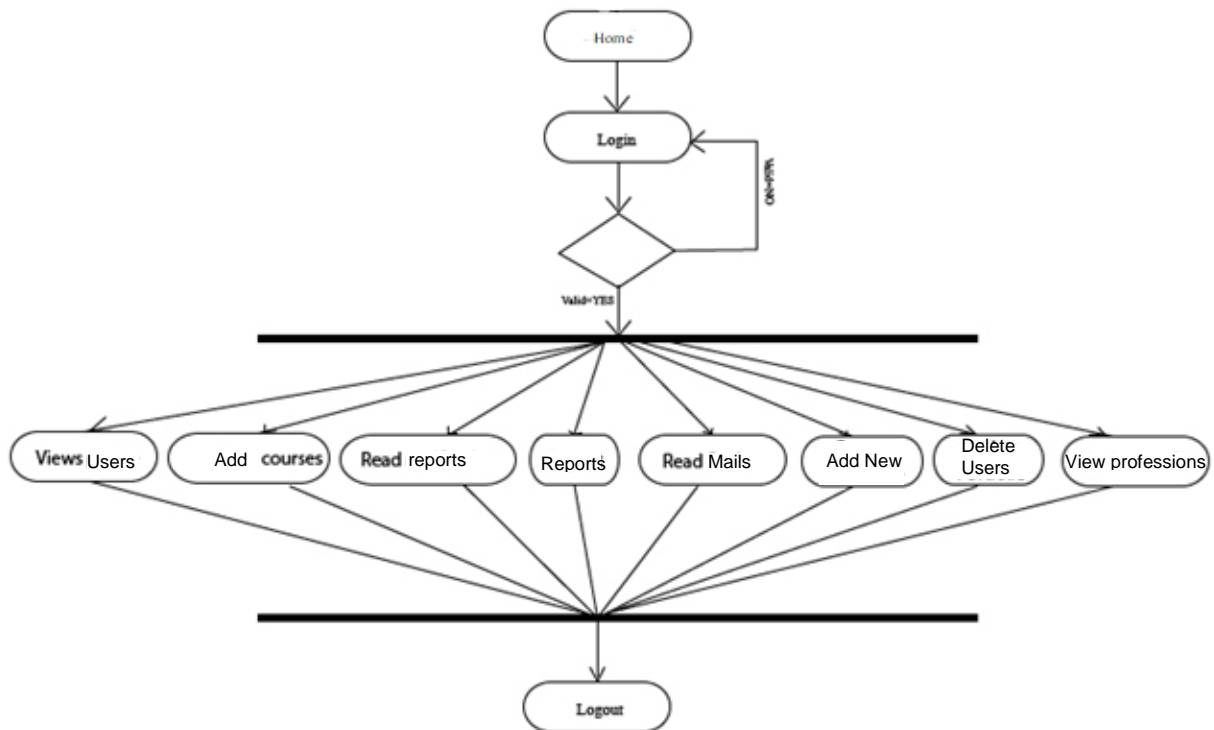 Home
Login
Valid=NO
Valid=YES
Views Users
Add courses
Read reports
Reports
Read Mails
Add New
Delete
Users
View professions
Logout